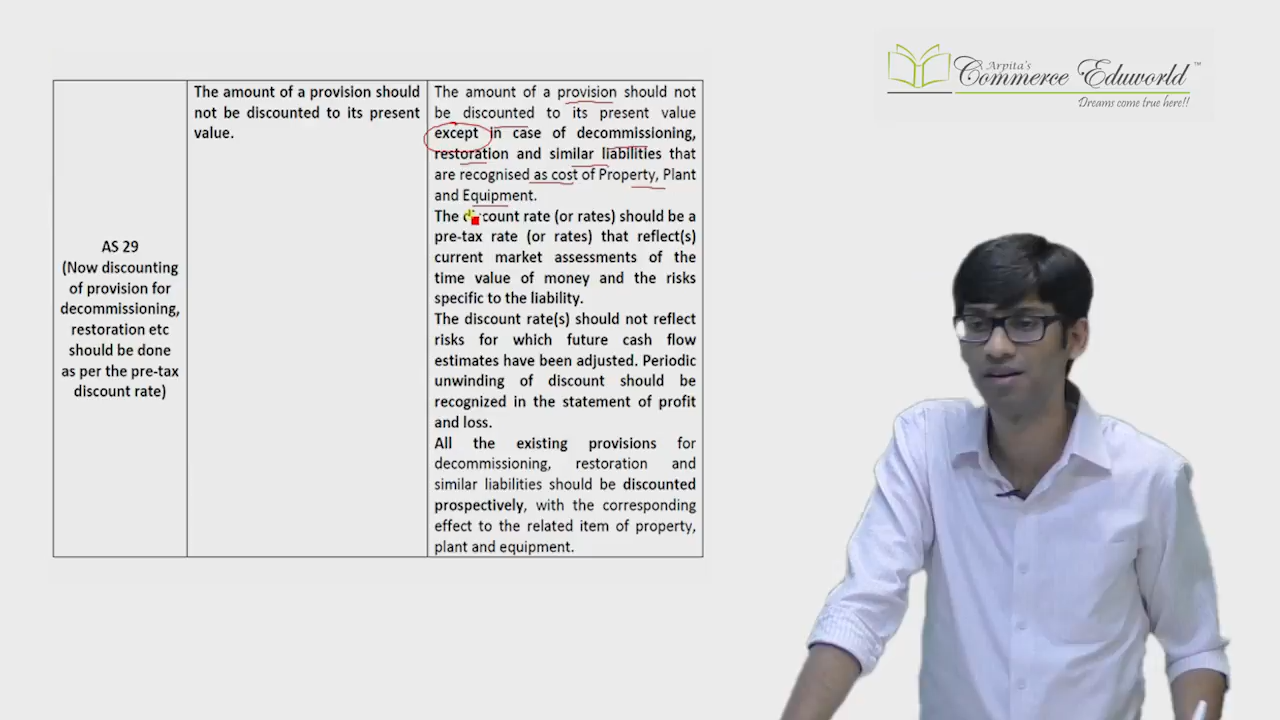 Arpita's
Commerce Eduworld™
Dreams come true here!!
AS 29
(Now discounting
of provision for
decommissioning,
restoration etc
should be done
as per the pre-tax
discount rate)
The amount of a provision should
not be discounted to its present
value.
The amount of a provision should not
be discounted to its present value
except in case of decommissioning,
restoration and similar liabilities that
are recognised as cost of Property, Plant
and Equipment.
The discount rate (or rates) should be a
pre-tax rate (or rates) that reflect(s)
current market assessments of the
time value of money and the risks
specific to the liability.
The discount rate(s) should not reflect
risks for which future cash flow
estimates have been adjusted. Periodic
unwinding of discount should be
recognized in the statement of profit
and loss.
All the existing provisions for
decommissioning, restoration and
similar liabilities should be discounted
prospectively, with the corresponding
effect to the related item of property,
plant and equipment.